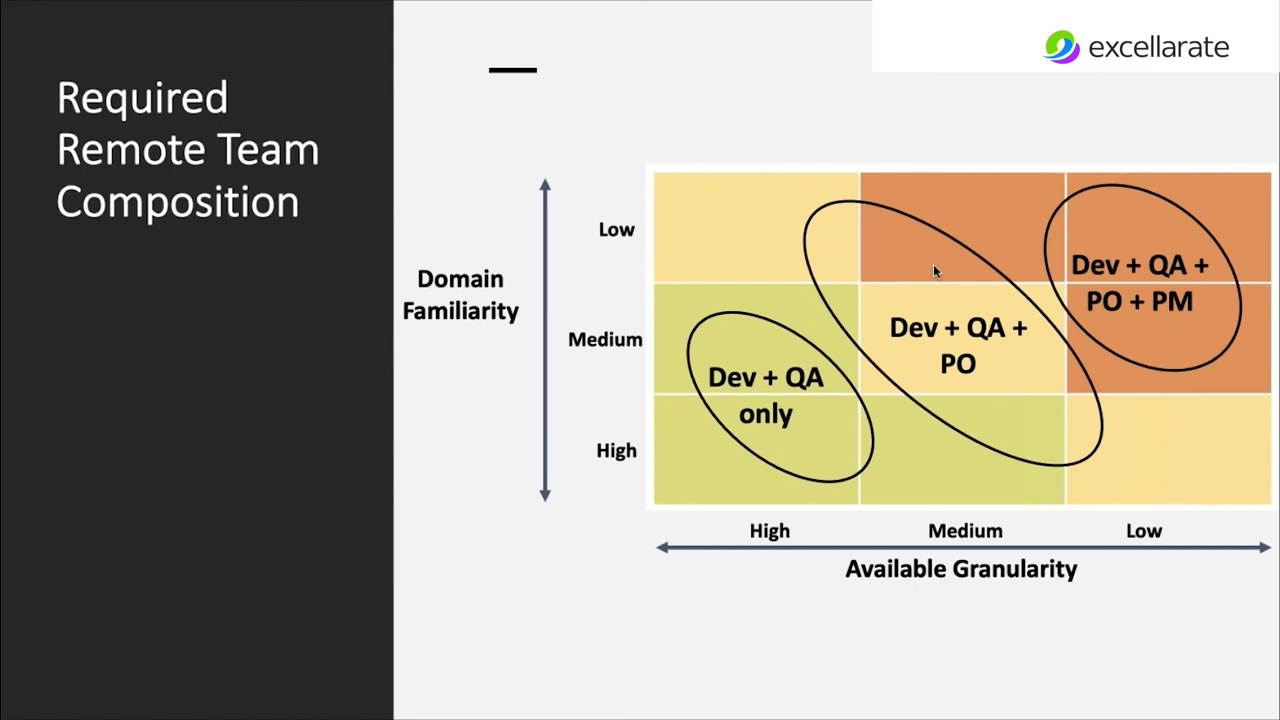 Required
Remote Team
Composition
excellarate
Domain
Familiarity
Low
Medium
High
Dev + QA
only
Dev + QA +
PO
Dev + QA +
PO + PM
High
Medium
Low
Available Granularity